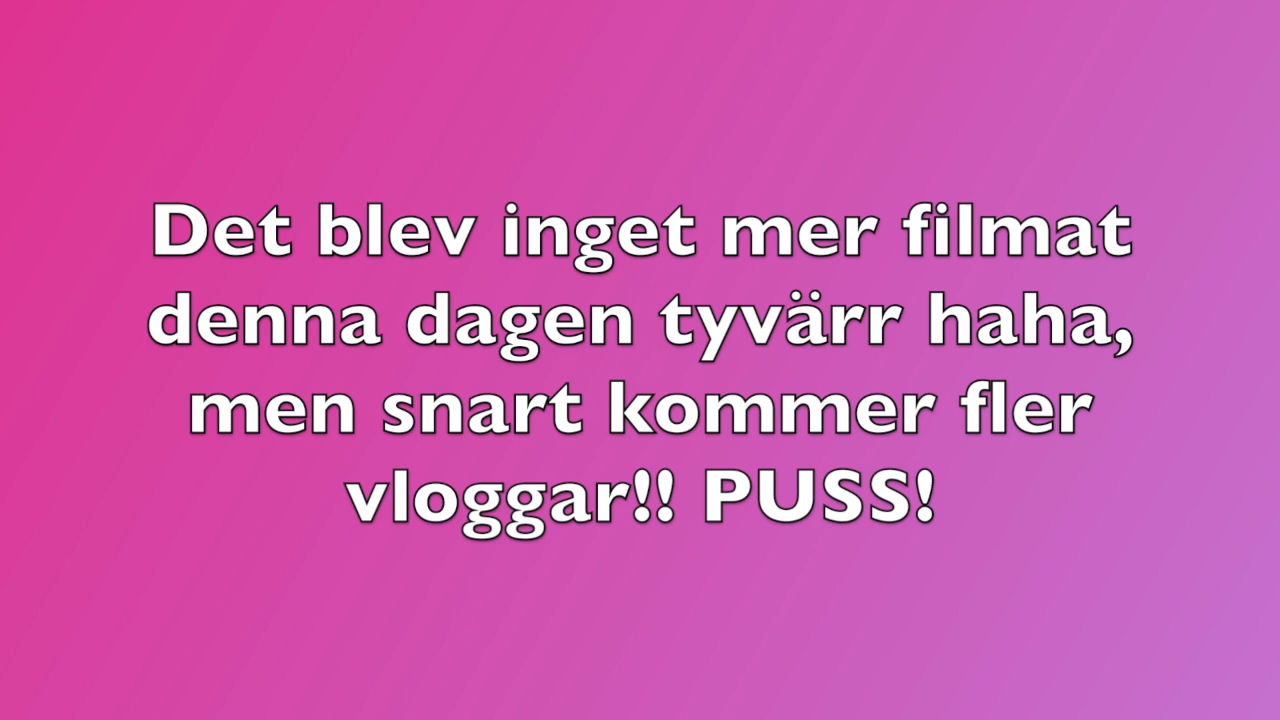 Det blev inget mer filmat
denna dagen tyvärr haha,
men snart kommer fler
vloggar!! PUSS!